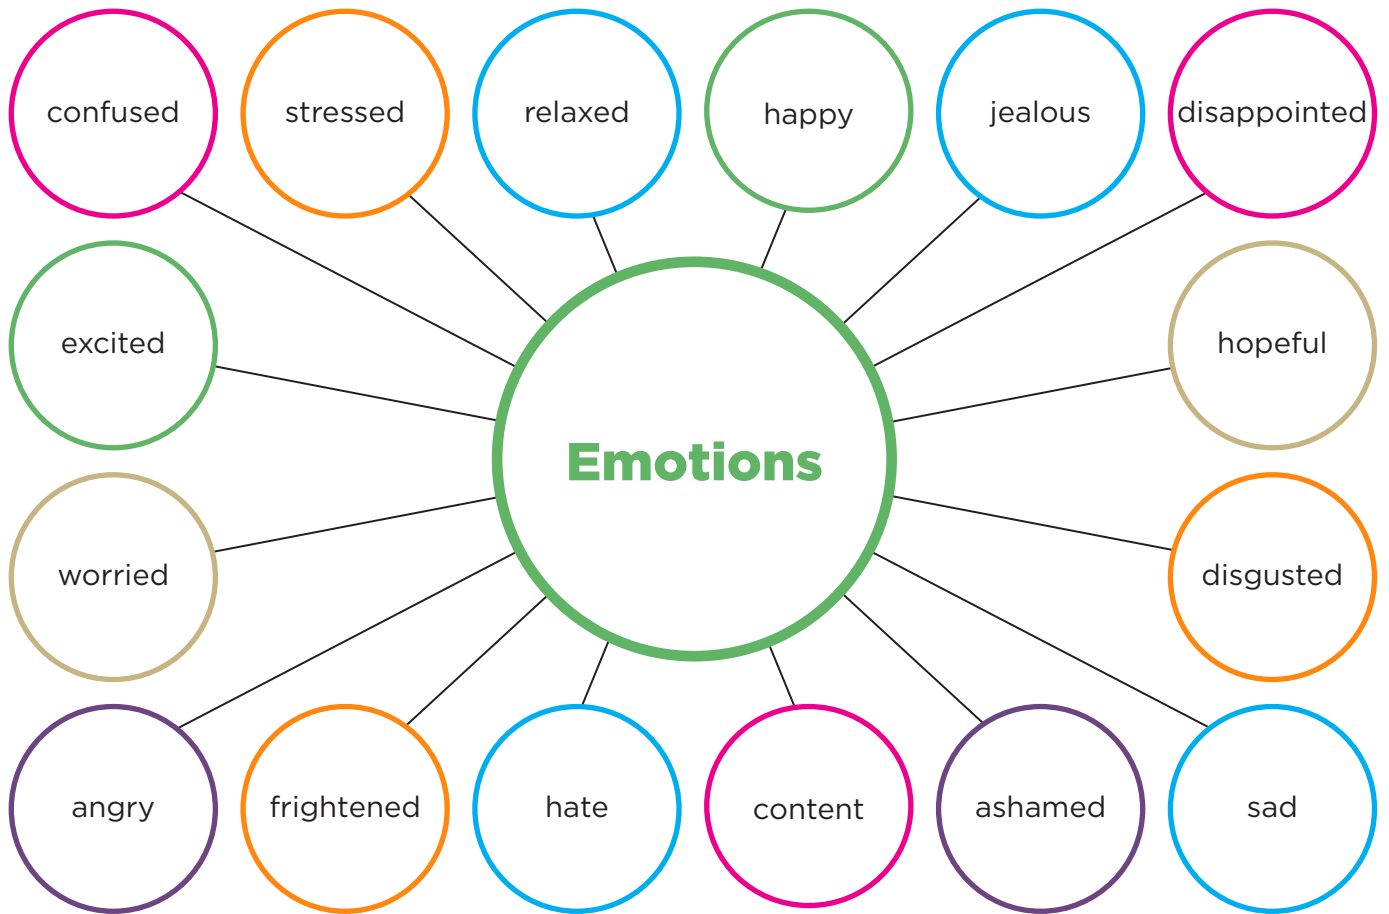 confused
stressed
relaxed
happy
jealous
disappointed
excited
hopeful
Emotions
worried
disgusted
angry
frightened
hate
content
ashamed
sad